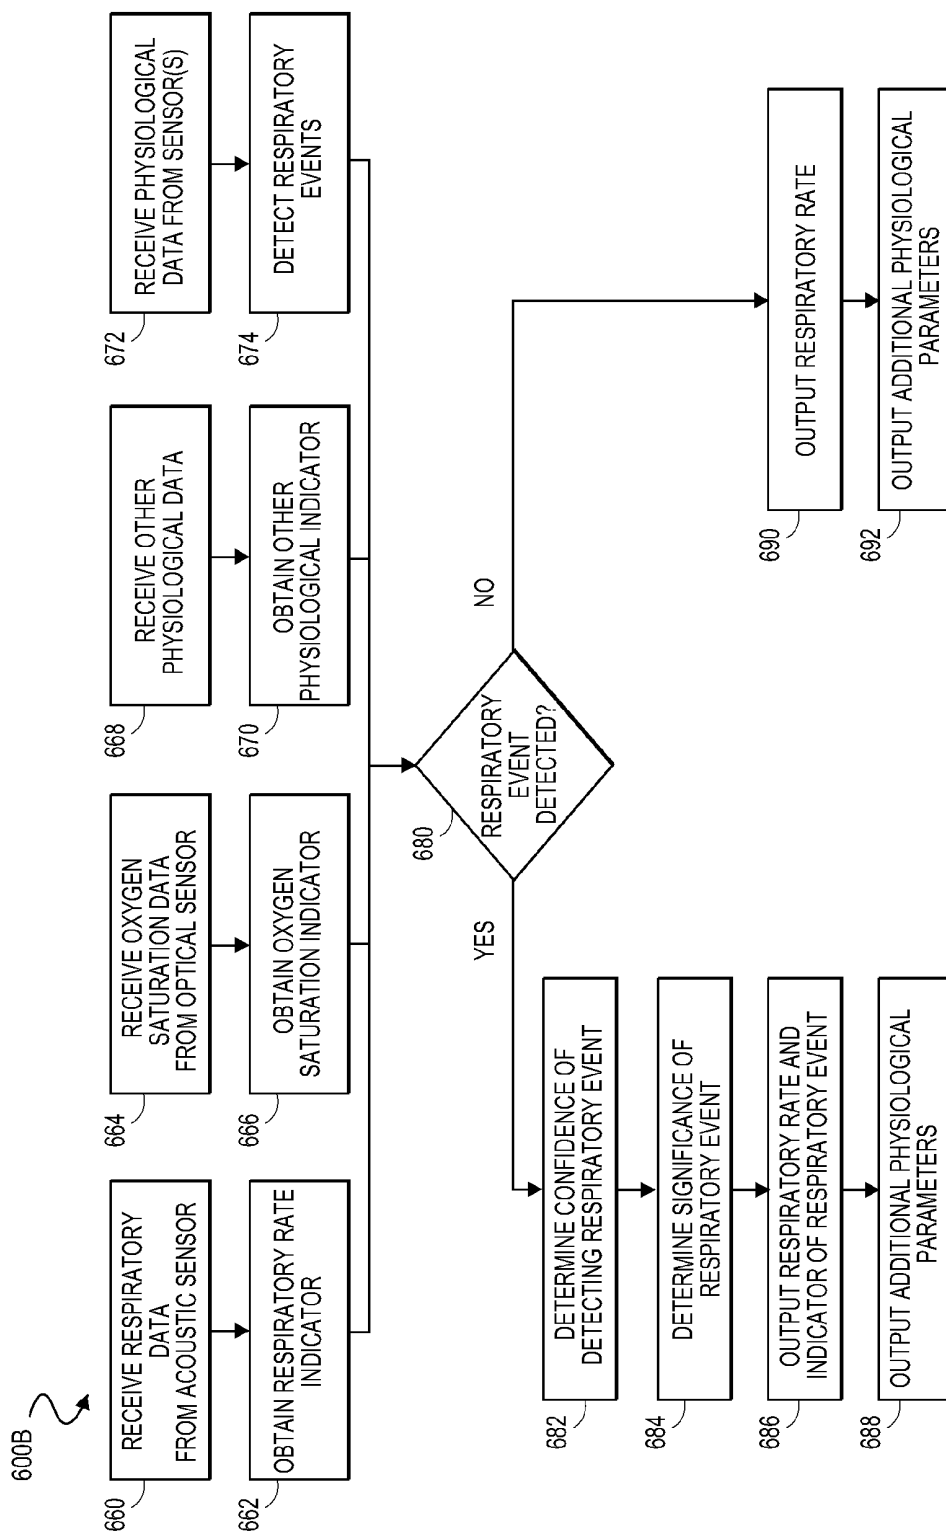 600B
660
RECEIVE RESPIRATORY
DATA
FROM ACOUSTIC SENSOR
662
OBTAIN RESPIRATORY RATE
INDICATOR
664
RECEIVE OXYGEN
SATURATION DATA
FROM OPTICAL SENSOR
666
OBTAIN OXYGEN
SATURATION INDICATOR
668
RECEIVE OTHER
PHYSIOLOGICAL DATA
670
OBTAIN OTHER
PHYSIOLOGICAL INDICATOR
672
RECEIVE PHYSIOLOGICAL
DATA FROM SENSOR(S)
674
DETECT RESPIRATORY
EVENTS
680
RESPIRATORY
EVENT
DETECTED?
YES
NO
682
DETERMINE CONFIDENCE OF
DETECTING RESPIRATORY EVENT
684
DETERMINE SIGNIFICANCE OF
RESPIRATORY EVENT
686
OUTPUT RESPIRATORY RATE AND
INDICATOR OF RESPIRATORY EVENT
688
OUTPUT ADDITIONAL PHYSIOLOGICAL
PARAMETERS
690
OUTPUT RESPIRATORY RATE
692
OUTPUT ADDITIONAL PHYSIOLOGICAL
PARAMETERS